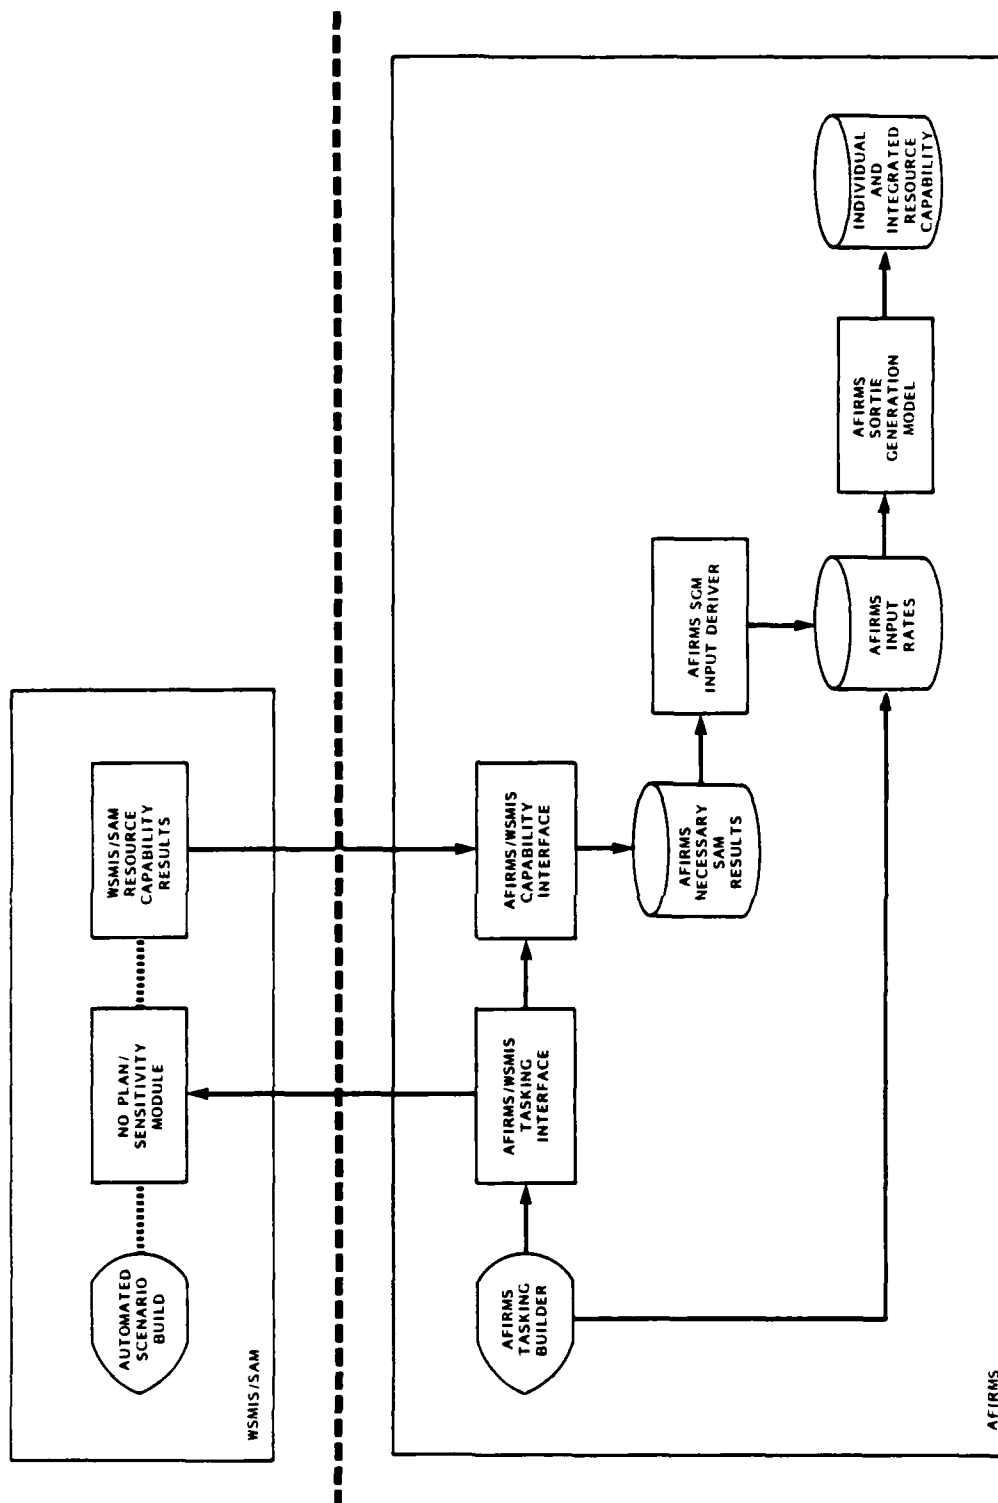 AUTOMATED
SCENARIO
BUILD
NO PLAN/
SENSITIVITY
MODULE
WSMIS/SAM
RESOURCE
CAPABILITY
RESULTS
WSMIS/SAM
AFIRMS
TASKING
BUILDER
AFIRMS/WSMIS
TASKING
INTERFACE
AFIRMS/WSMIS
CAPABILITY
INTERFACE
AFIRMS
NECESSARY
SAM
RESULTS
AFIRMS SGM
INPUT DERIVER
AFIRMS
INPUT
RATES
AFIRMS
SORTIE
GENERATION
MODEL
INDIVIDUAL
AND
INTEGRATED
RESOURCE
CAPABILITY
AFIRMS